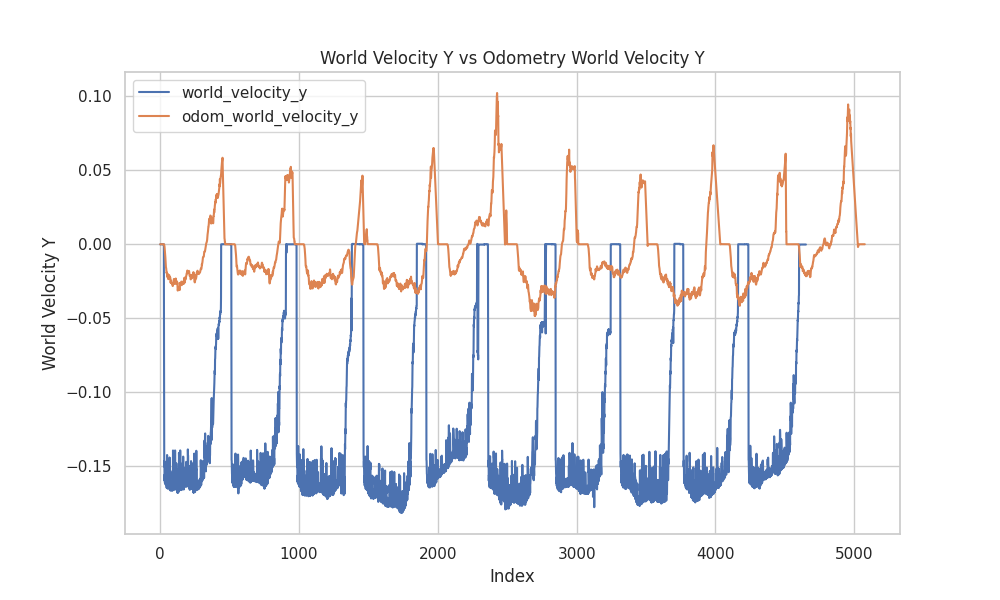 World Velocity Y vs Odometry World Velocity Y
world_velocity_y
odom_world_velocity_y
0.10
0.05
0.00
−0.05
−0.10
−0.15
World Velocity Y
0 1000 2000 3000 4000 5000
Index